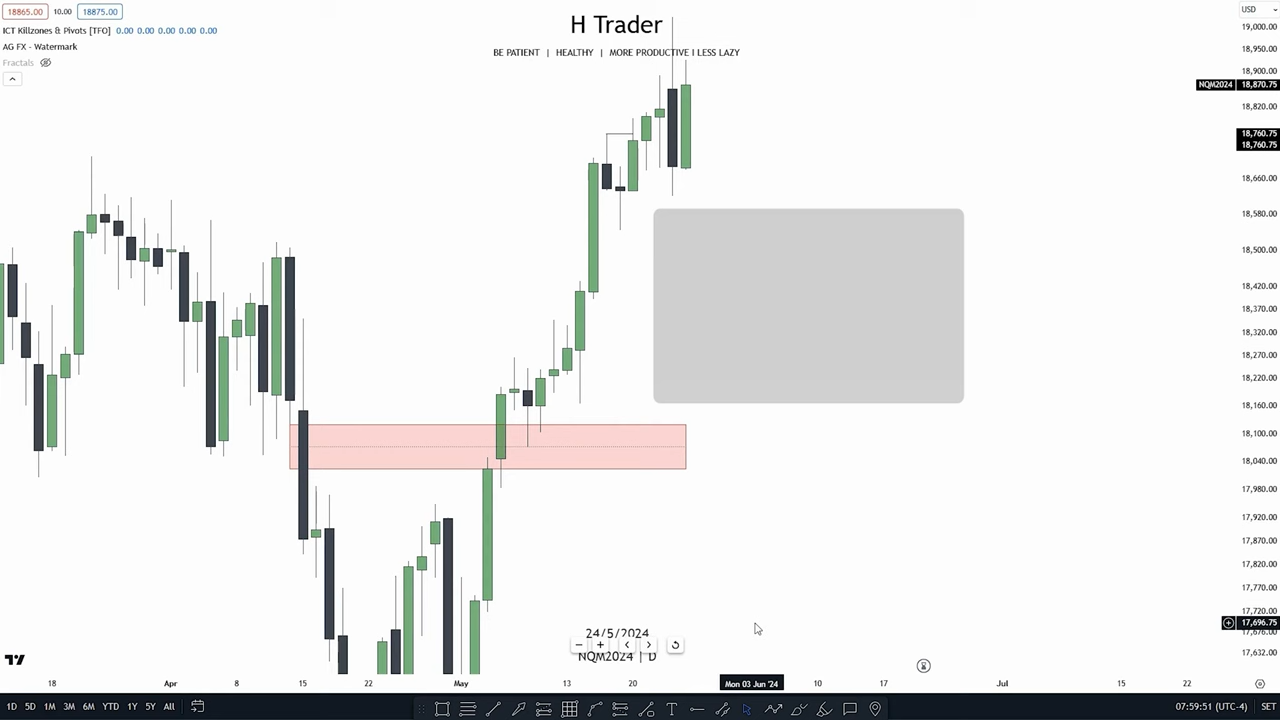 18865.00 10.00 18875.00
ICT Killzones & Pivots [TFO] 0.00 0.00 0.00 0.00 0.00
AG FX - Watermark
Fractals
H Trader
BE PATIENT | HEALTHY | MORE PRODUCTIVE I LESS LAZY
USD
19,000.00
18,950.00
18,900.00
NQM2024 18,870.75
18,820.00
18,760.75
18,760.75
18,660.00
18,580.00
18,500.00
18,420.00
18,370.00
18,320.00
18,270.00
18,220.00
18,160.00
18,100.00
18,040.00
17,980.00
17,920.00
17,870.00
17,820.00
17,770.00
17,720.00
17,696.75
17,676.00
17,632.00
24/5/2024
NQM2024 | D
18 Apr 8 15 22 May 13 20 Mon 03 Jun '24 10 17 Jul 15 22
1D 5D 1M 3M 6M YTD 1Y 5Y All
07:59:51 (UTC-4) SET